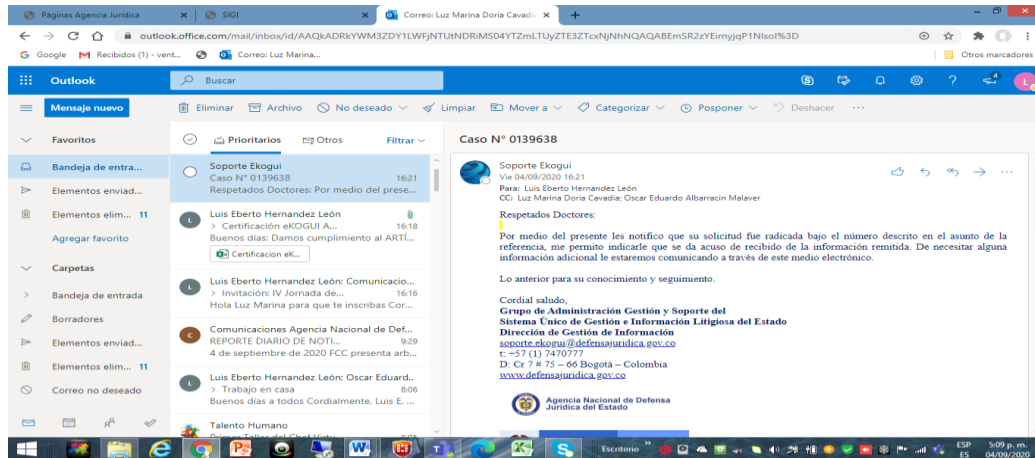 Páginas Agencia Jurídica
SIGI
Correo: Luz Marina Doria Cavadia
outlook.office.com/mail/inbox/id/
Google
Recibidos (1) - vent...
Correo: Luz Marina...
Otros marcadores
Outlook
Buscar
Mensaje nuevo
Eliminar
Archivo
No deseado
Limpiar
Mover a
Categorizar
Posponer
Deshacer
Favoritos
Bandeja de entra...
Elementos enviad...
Elementos elim... 11
Agregar favorito
Carpetas
Bandeja de entrada
Borradores
Elementos enviad...
Elementos elim... 11
Correo no deseado
Prioritarios
Otros
Filtrar
Soporte Ekogui
Caso N° 0139638 16:21
Respetados Doctores: Por medio del prese...
Luis Eberto Hernandez León
> Certificación eKOGUI A... 16:18
Buenos días: Damos cumplimiento al ARTÍ...
Certificacion eK...
Luis Eberto Hernandez León; Comunicacio...
> Invitación: IV Jornada de... 16:16
Hola Luz Marina para que te inscribas Cor...
Comunicaciones Agencia Nacional de Def...
REPORTE DIARIO DE NOTI... 9:29
4 de septiembre de 2020 FCC presenta arb...
Luis Eberto Hernandez León; Oscar Eduard...
> Trabajo en casa 8:06
Buenos días a todos Cordialmente, Luis E. ...
Talento Humano
Caso N° 0139638
Soporte Ekogui
Vie 04/09/2020 16:21
Para: Luis Eberto Hernandez León
CC: Luz Marina Doria Cavadia; Oscar Eduardo Albarracin Malaver
Respetados Doctores:
Por medio del presente les notifico que su solicitud fue radicada bajo el número descrito en el asunto de la
referencia, me permito indicarle que se da acuso de recibido de la información remitida. De necesitar alguna
información adicional le estaremos comunicando a través de este medio electrónico.
Lo anterior para su conocimiento y seguimiento.
Cordial saludo,
Grupo de Administración Gestión y Soporte del
Sistema Único de Gestión e Información Litigiosa del Estado
Dirección de Gestión de Información
soporte.ekogui@defensajuridica.gov.co
t: +57 (1) 7470777
D: Cr 7 # 75 – 66 Bogotá – Colombia
www.defensajuridica.gov.co
Agencia Nacional de Defensa
Jurídica del Estado
Escritorio
ESP
ES
5:09 p. m.
04/09/2020